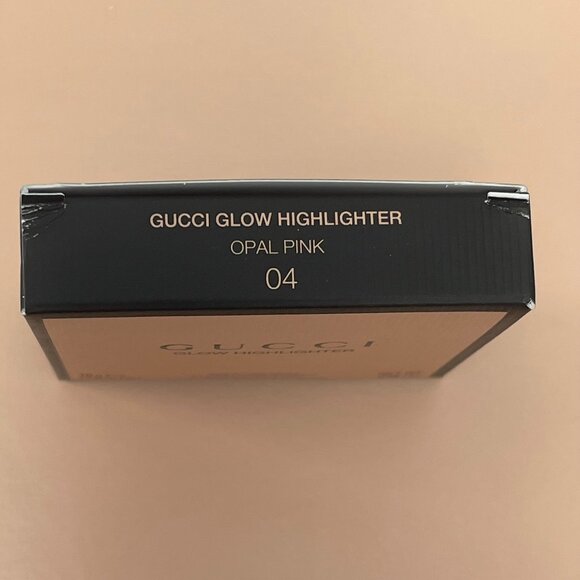 GUCCI GLOW HIGHLIGHTER
OPAL PINK
04
GUCCI
GLOW HIGHLIGHTER